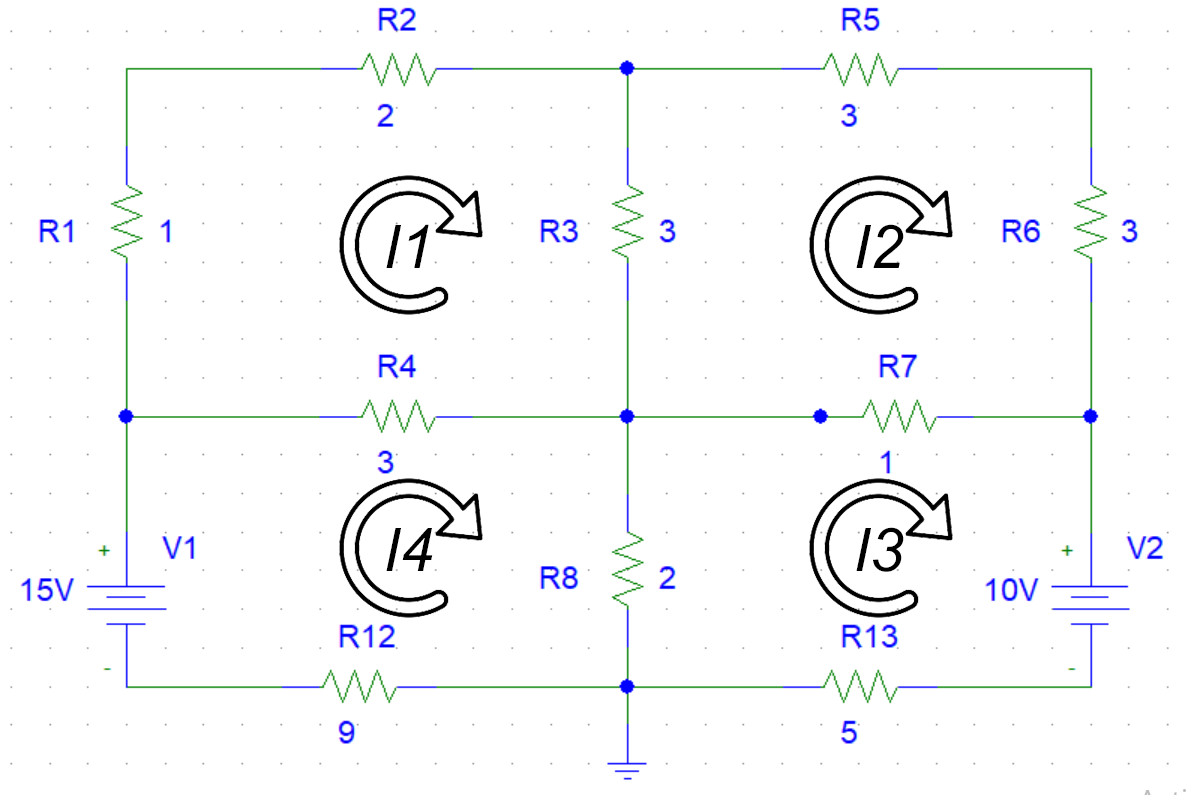 R2
R5
2
3
R1
1
I1
R3
3
I2
R6
3
R4
R7
3
1
+
V1
15V
-
I4
R8
2
I3
+
V2
10V
-
R12
R13
9
5